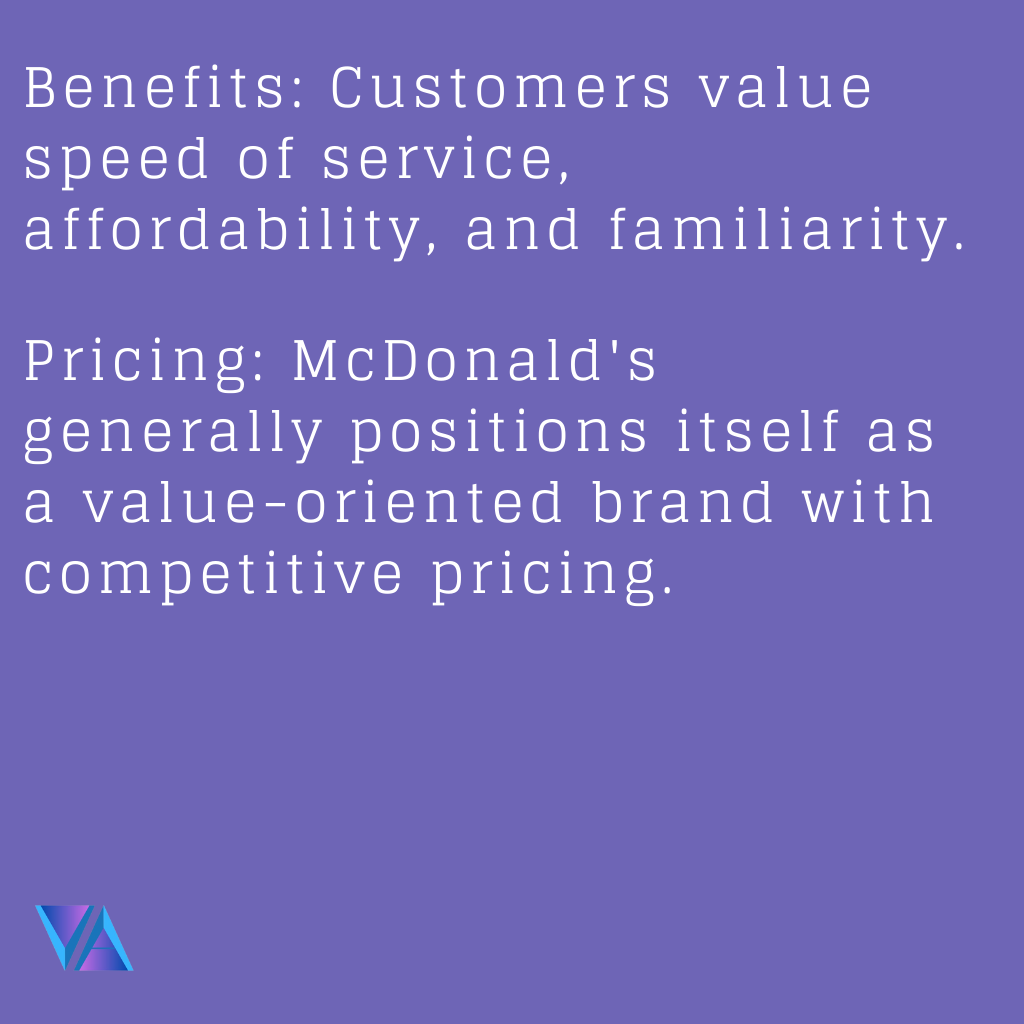 Benefits: Customers value
speed of service,
affordability, and familiarity.
Pricing: McDonald's
generally positions itself as
a value-oriented brand with
competitive pricing.
VA